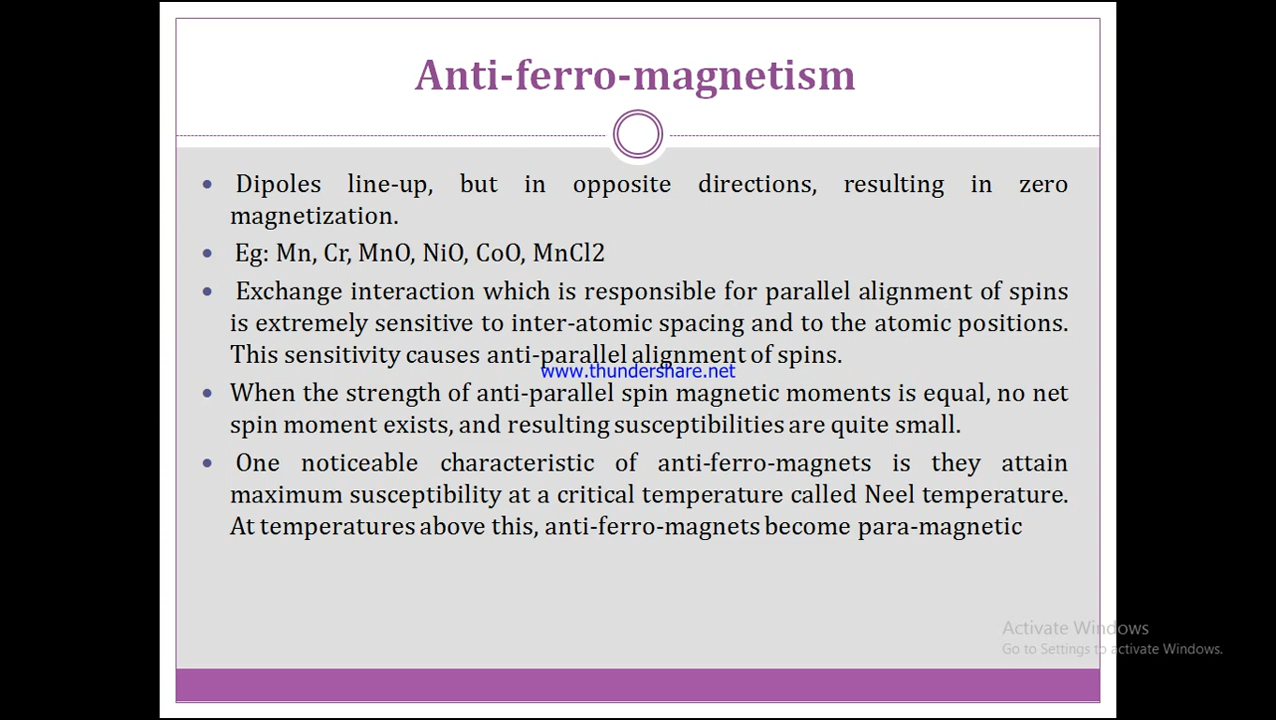 Anti-ferro-magnetism
• Dipoles line-up, but in opposite directions, resulting in zero
magnetization.
• Eg: Mn, Cr, MnO, NiO, CoO, MnCl2
• Exchange interaction which is responsible for parallel alignment of spins
is extremely sensitive to inter-atomic spacing and to the atomic positions.
This sensitivity causes anti-parallel alignment of spins.
www.thundershare.net
• When the strength of anti-parallel spin magnetic moments is equal, no net
spin moment exists, and resulting susceptibilities are quite small.
• One noticeable characteristic of anti-ferro-magnets is they attain
maximum susceptibility at a critical temperature called Neel temperature.
At temperatures above this, anti-ferro-magnets become para-magnetic
Activate Windows
Go to Settings to activate Windows.